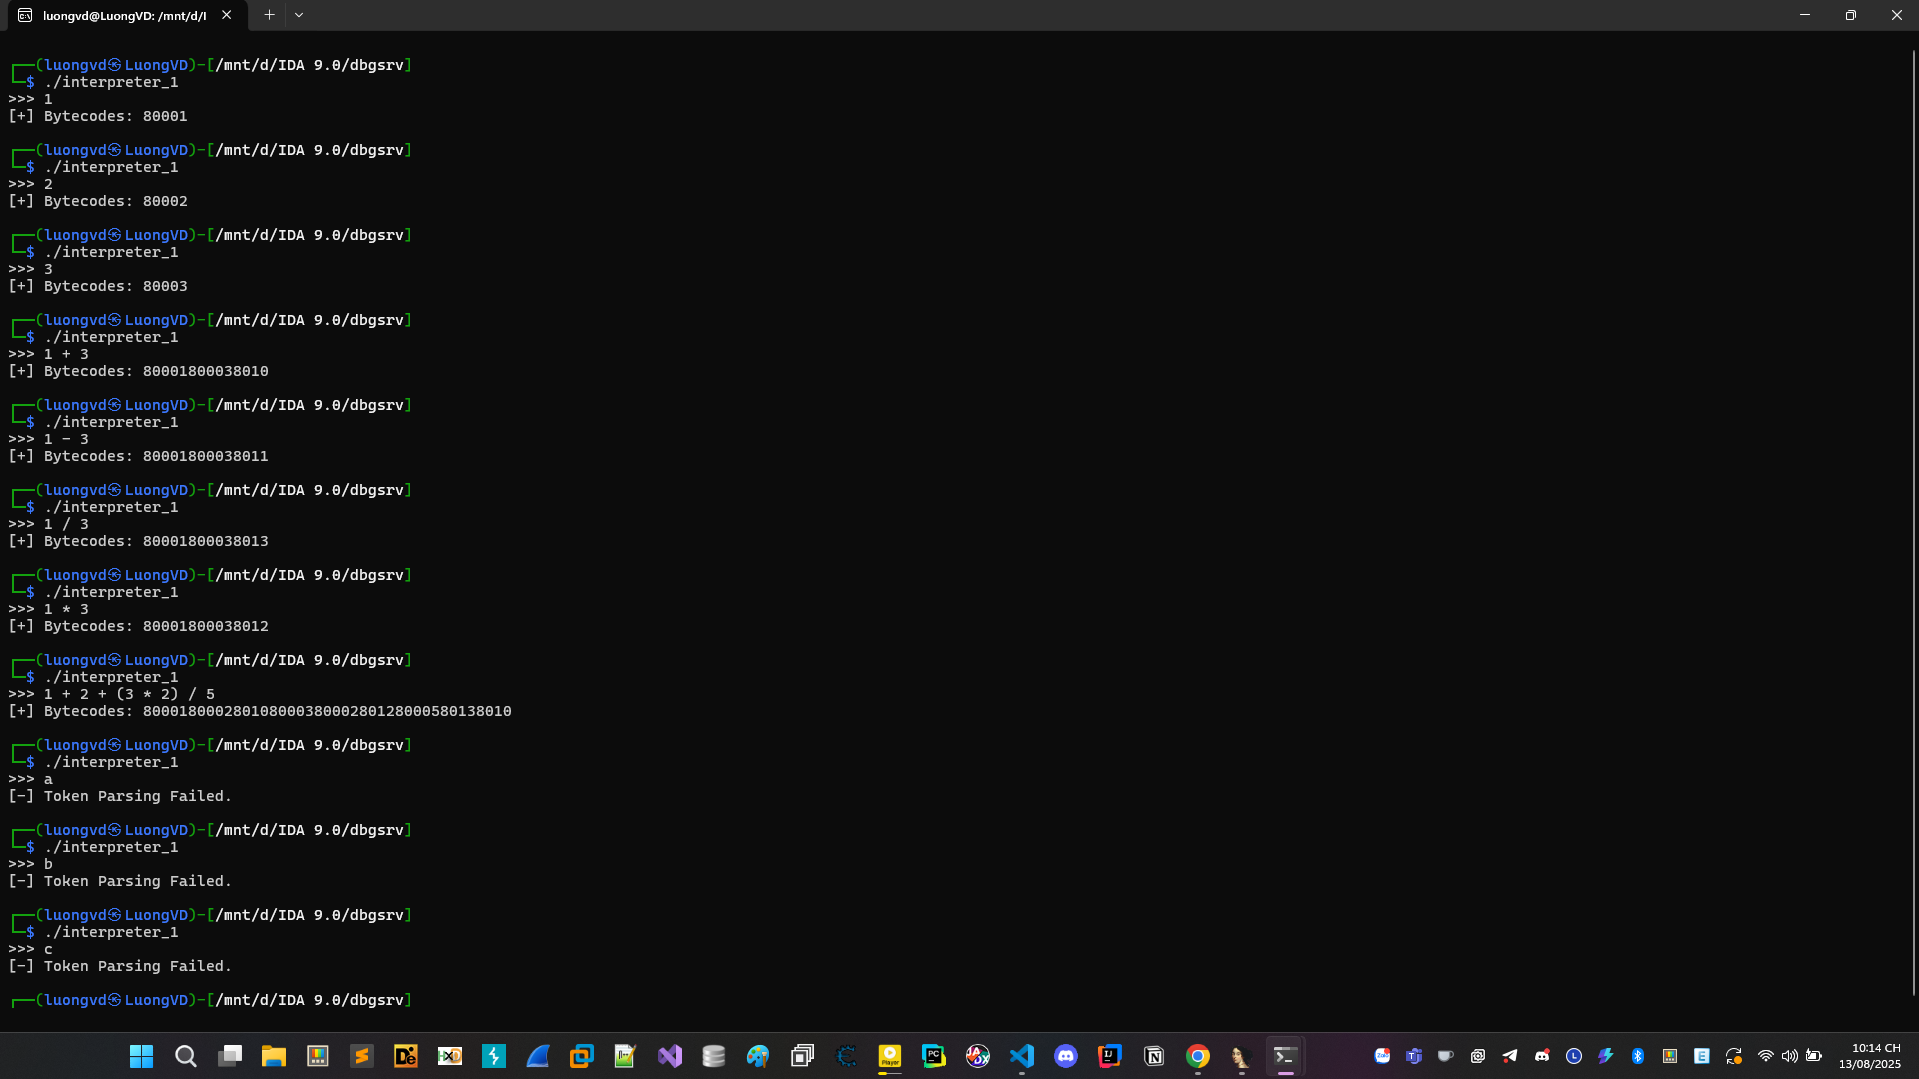 luongvd@LuongVD: /mnt/d/I
┌──(luongvd㉿LuongVD)-[/mnt/d/IDA 9.0/dbgsrv]
└─$ ./interpreter_1
>>> 1
[+] Bytecodes: 80001
┌──(luongvd㉿LuongVD)-[/mnt/d/IDA 9.0/dbgsrv]
└─$ ./interpreter_1
>>> 2
[+] Bytecodes: 80002
┌──(luongvd㉿LuongVD)-[/mnt/d/IDA 9.0/dbgsrv]
└─$ ./interpreter_1
>>> 3
[+] Bytecodes: 80003
┌──(luongvd㉿LuongVD)-[/mnt/d/IDA 9.0/dbgsrv]
└─$ ./interpreter_1
>>> 1 + 3
[+] Bytecodes: 80001800038010
┌──(luongvd㉿LuongVD)-[/mnt/d/IDA 9.0/dbgsrv]
└─$ ./interpreter_1
>>> 1 - 3
[+] Bytecodes: 80001800038011
┌──(luongvd㉿LuongVD)-[/mnt/d/IDA 9.0/dbgsrv]
└─$ ./interpreter_1
>>> 1 / 3
[+] Bytecodes: 80001800038013
┌──(luongvd㉿LuongVD)-[/mnt/d/IDA 9.0/dbgsrv]
└─$ ./interpreter_1
>>> 1 * 3
[+] Bytecodes: 80001800038012
┌──(luongvd㉿LuongVD)-[/mnt/d/IDA 9.0/dbgsrv]
└─$ ./interpreter_1
>>> 1 + 2 + (3 * 2) / 5
[+] Bytecodes: 80001800028010800038000280128000580138010
┌──(luongvd㉿LuongVD)-[/mnt/d/IDA 9.0/dbgsrv]
└─$ ./interpreter_1
>>> a
[-] Token Parsing Failed.
┌──(luongvd㉿LuongVD)-[/mnt/d/IDA 9.0/dbgsrv]
└─$ ./interpreter_1
>>> b
[-] Token Parsing Failed.
┌──(luongvd㉿LuongVD)-[/mnt/d/IDA 9.0/dbgsrv]
└─$ ./interpreter_1
>>> c
[-] Token Parsing Failed.
┌──(luongvd㉿LuongVD)-[/mnt/d/IDA 9.0/dbgsrv]
10:14 CH
13/08/2025